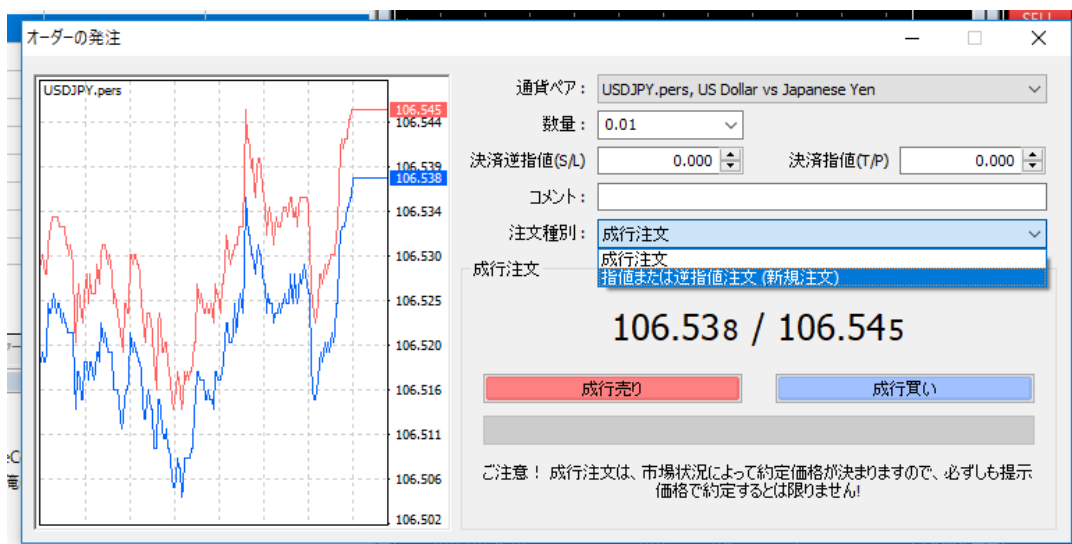 SELL
オーダーの発注
USDJPY.pers
106.545
106.544
106.539
106.538
106.534
106.530
106.525
106.520
106.516
106.511
106.506
106.502
通貨ペア: USDJPY.pers, US Dollar vs Japanese Yen
数量: 0.01
決済逆指値(S/L) 0.000 決済指値(T/P) 0.000
コメント:
注文種別: 成行注文
成行注文
指値または逆指値注文 (新規注文)
成行注文
106.538 / 106.545
成行売り 成行買い
ご注意! 成行注文は、市場状況によって約定価格が決まりますので、必ずしも提示
価格で約定するとは限りません!